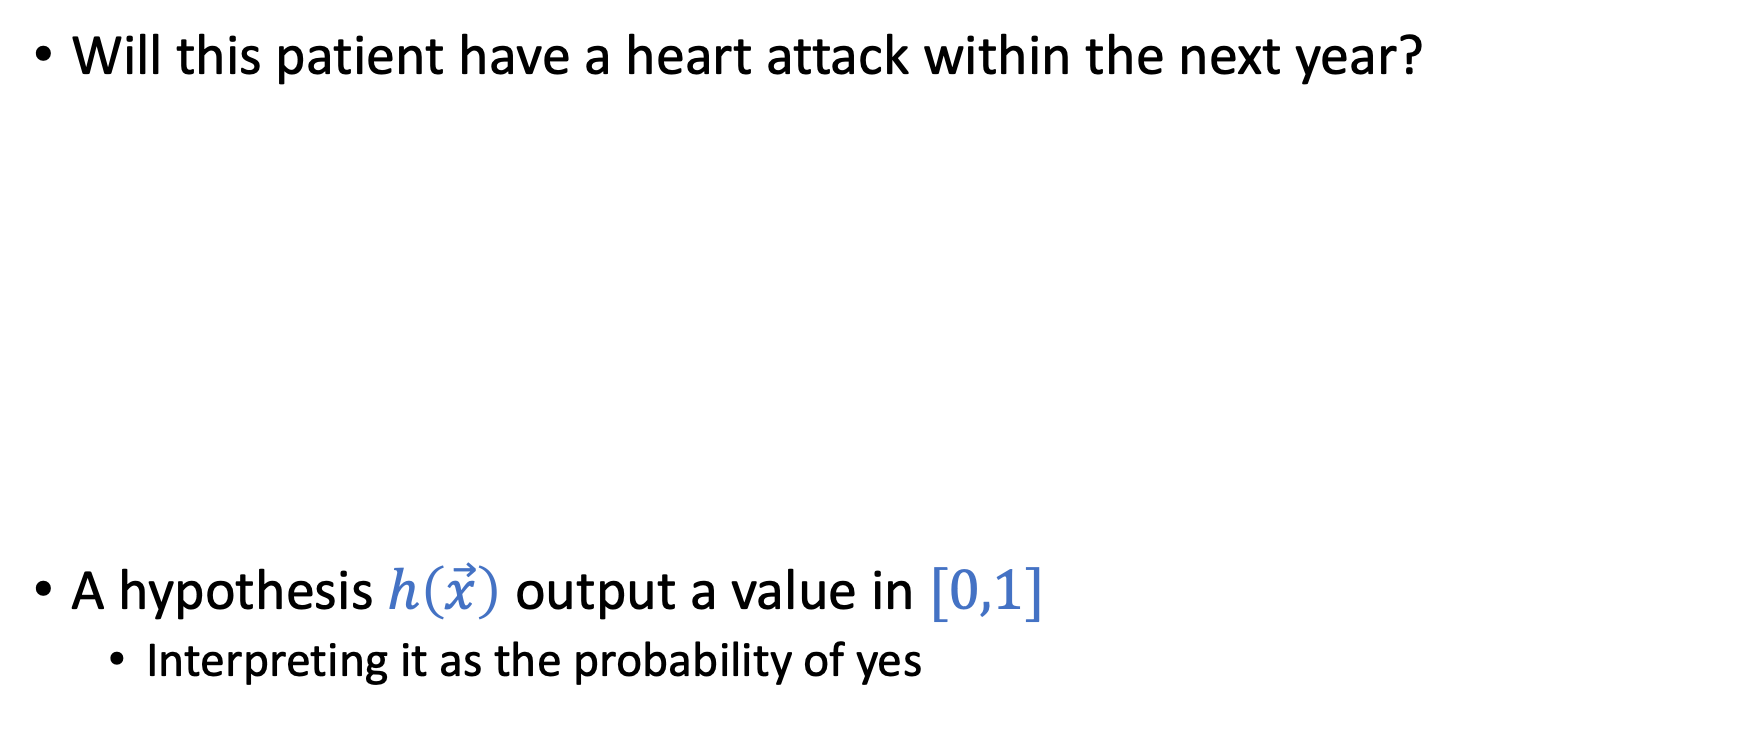 • Will this patient have a heart attack within the next year?
• A hypothesis h(x⃗) output a value in [0,1]
• Interpreting it as the probability of yes